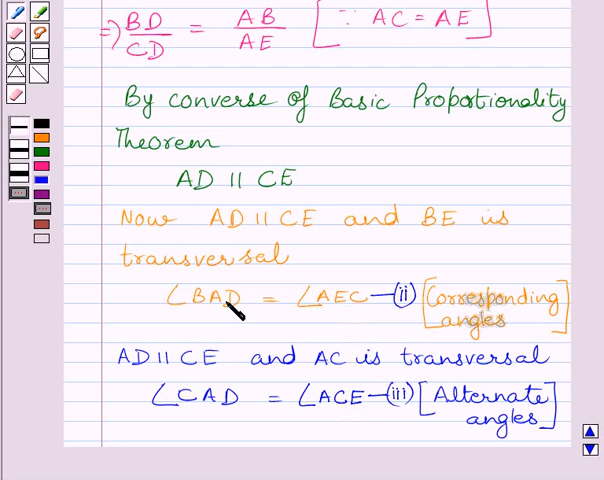 ⇒ BD/CD = AB/AE [∵ AC = AE]
By converse of Basic Proportionality
Theorem
AD || CE
Now AD || CE and BE is
transversal
∠BAD = ∠AEC —(ii) [Corresponding
angles]
AD || CE and AC is transversal
∠CAD = ∠ACE —(iii) [Alternate
angles]